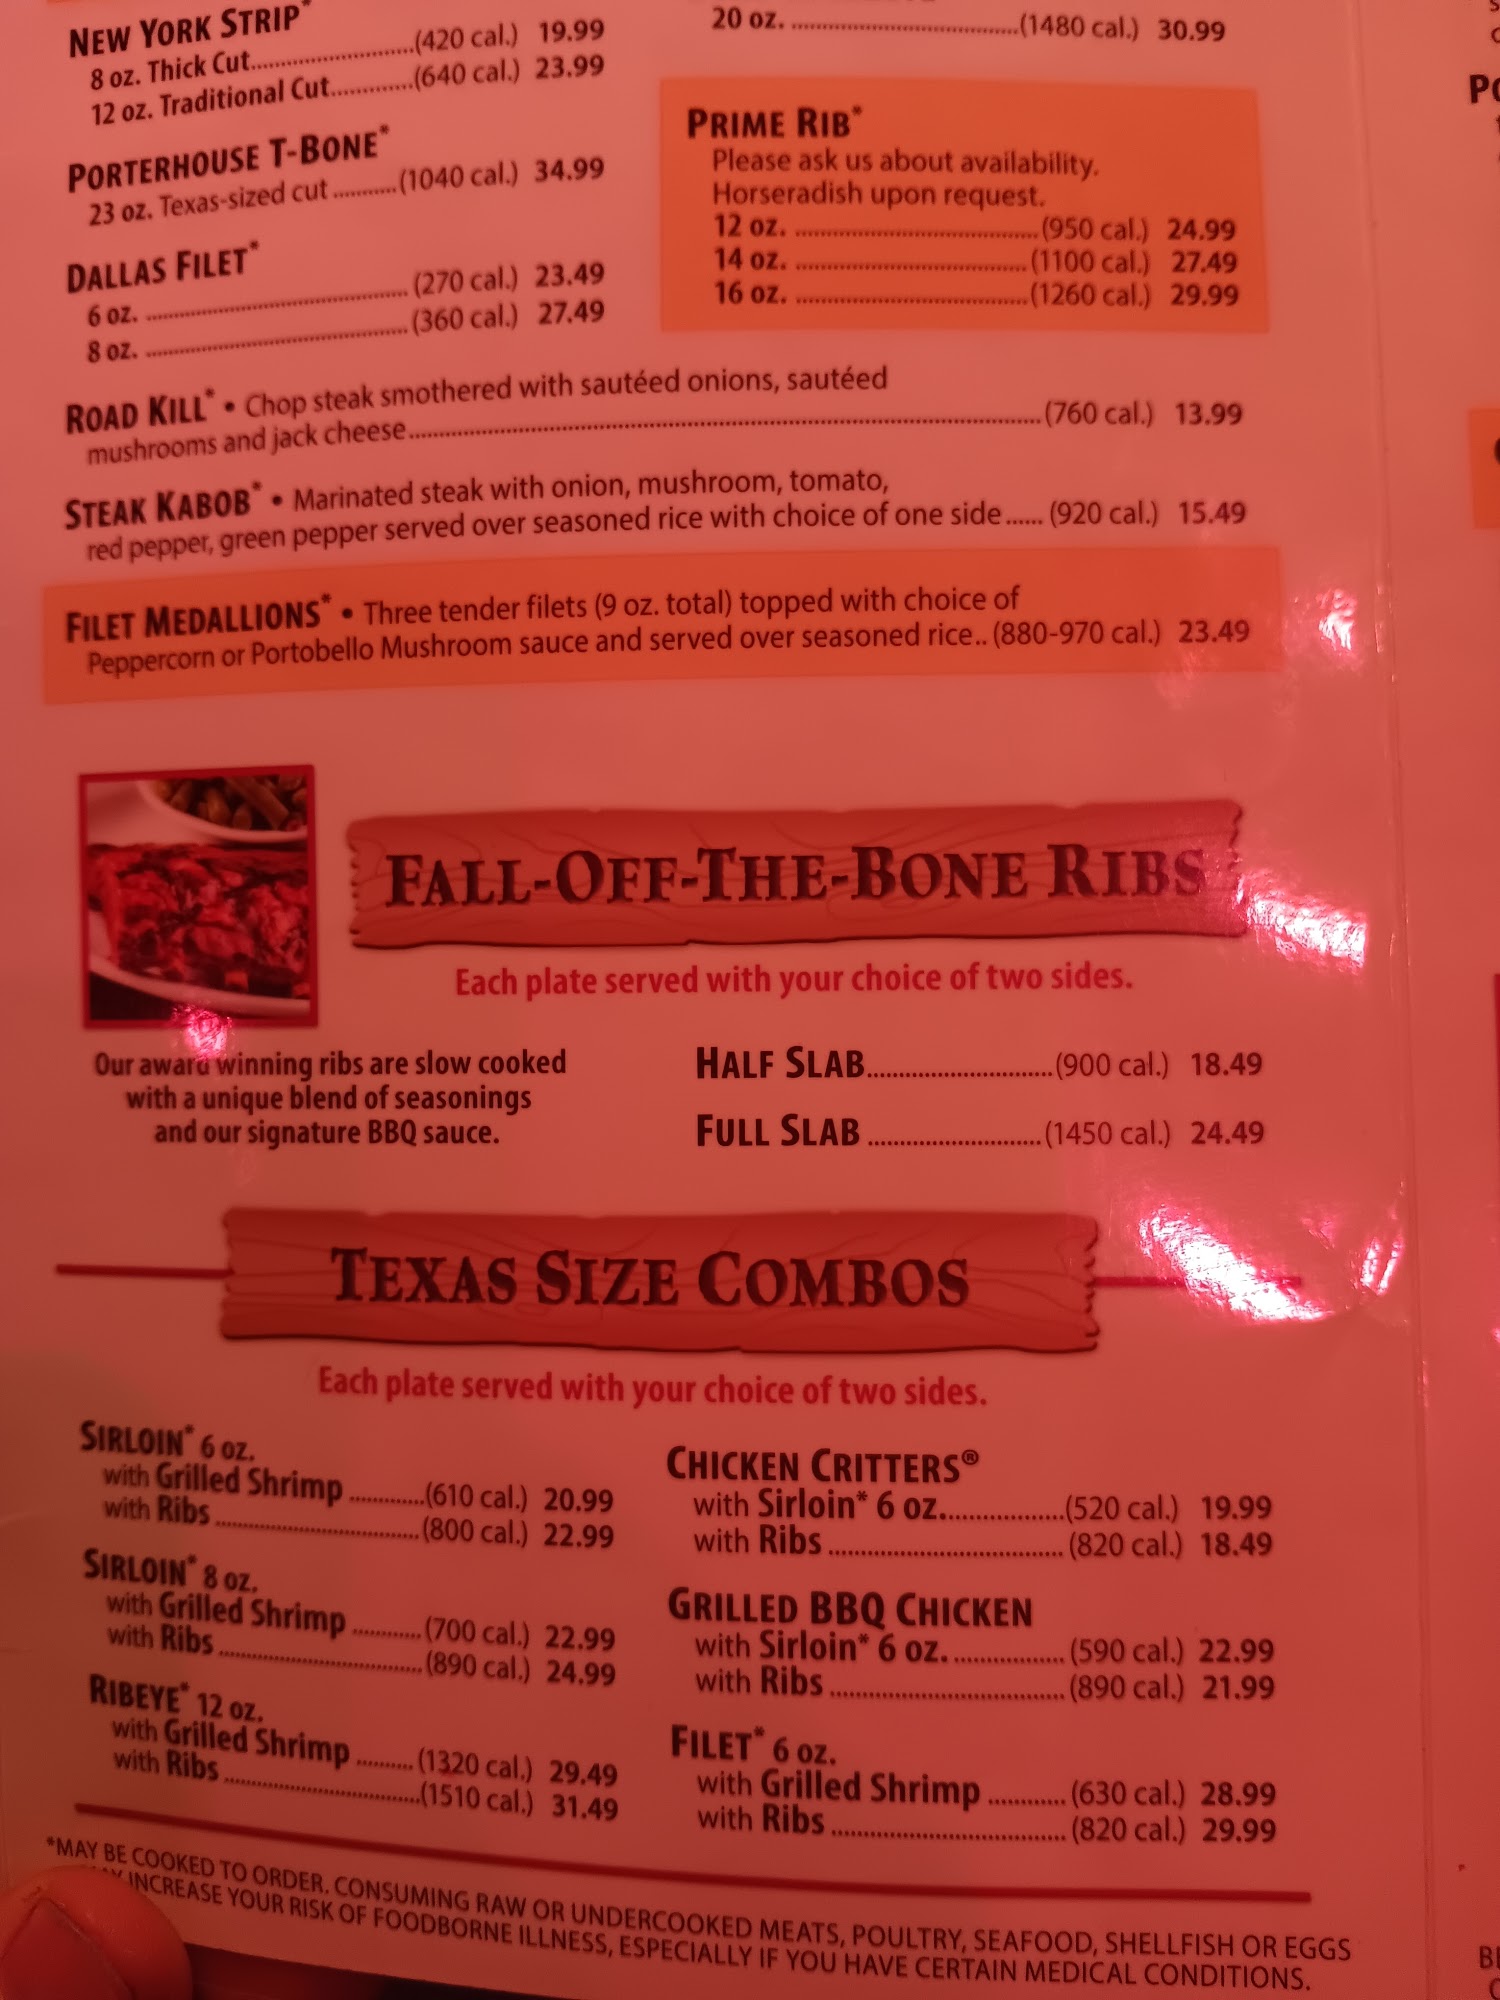 NEW YORK STRIP*
8 oz. Thick Cut..........(420 cal.) 19.99
12 oz. Traditional Cut..........(640 cal.) 23.99
PORTERHOUSE T-BONE*
23 oz. Texas-sized cut ..........(1040 cal.) 34.99
DALLAS FILET*
6 oz. .......... (270 cal.) 23.49
8 oz. .......... (360 cal.) 27.49
20 oz. ..........(1480 cal.) 30.99
PRIME RIB*
Please ask us about availability.
Horseradish upon request.
12 oz. ..........(950 cal.) 24.99
14 oz. ..........(1100 cal.) 27.49
16 oz. ..........(1260 cal.) 29.99
ROAD KILL* • Chop steak smothered with sautéed onions, sautéed
mushrooms and jack cheese..........(760 cal.) 13.99
STEAK KABOB* • Marinated steak with onion, mushroom, tomato,
red pepper, green pepper served over seasoned rice with choice of one side...... (920 cal.) 15.49
FILET MEDALLIONS* • Three tender filets (9 oz. total) topped with choice of
Peppercorn or Portobello Mushroom sauce and served over seasoned rice.. (880-970 cal.) 23.49
FALL-OFF-THE-BONE RIBS
Each plate served with your choice of two sides.
Our award winning ribs are slow cooked
with a unique blend of seasonings
and our signature BBQ sauce.
HALF SLAB..........(900 cal.) 18.49
FULL SLAB ..........(1450 cal.) 24.49
TEXAS SIZE COMBOS
Each plate served with your choice of two sides.
SIRLOIN* 6 oz.
with Grilled Shrimp ..........(610 cal.) 20.99
with Ribs ..........(800 cal.) 22.99
SIRLOIN* 8 oz.
with Grilled Shrimp ..........(700 cal.) 22.99
with Ribs ..........(890 cal.) 24.99
RIBEYE* 12 oz.
with Grilled Shrimp ..........(1320 cal.) 29.49
with Ribs ..........(1510 cal.) 31.49
CHICKEN CRITTERS®
with Sirloin* 6 oz...........(520 cal.) 19.99
with Ribs .......... (820 cal.) 18.49
GRILLED BBQ CHICKEN
with Sirloin* 6 oz. .......... (590 cal.) 22.99
with Ribs ..........(890 cal.) 21.99
FILET* 6 oz.
with Grilled Shrimp .......... (630 cal.) 28.99
with Ribs .......... (820 cal.) 29.99
*MAY BE COOKED TO ORDER. CONSUMING RAW OR UNDERCOOKED MEATS, POULTRY, SEAFOOD, SHELLFISH OR EGGS
INCREASE YOUR RISK OF FOODBORNE ILLNESS, ESPECIALLY IF YOU HAVE CERTAIN MEDICAL CONDITIONS.